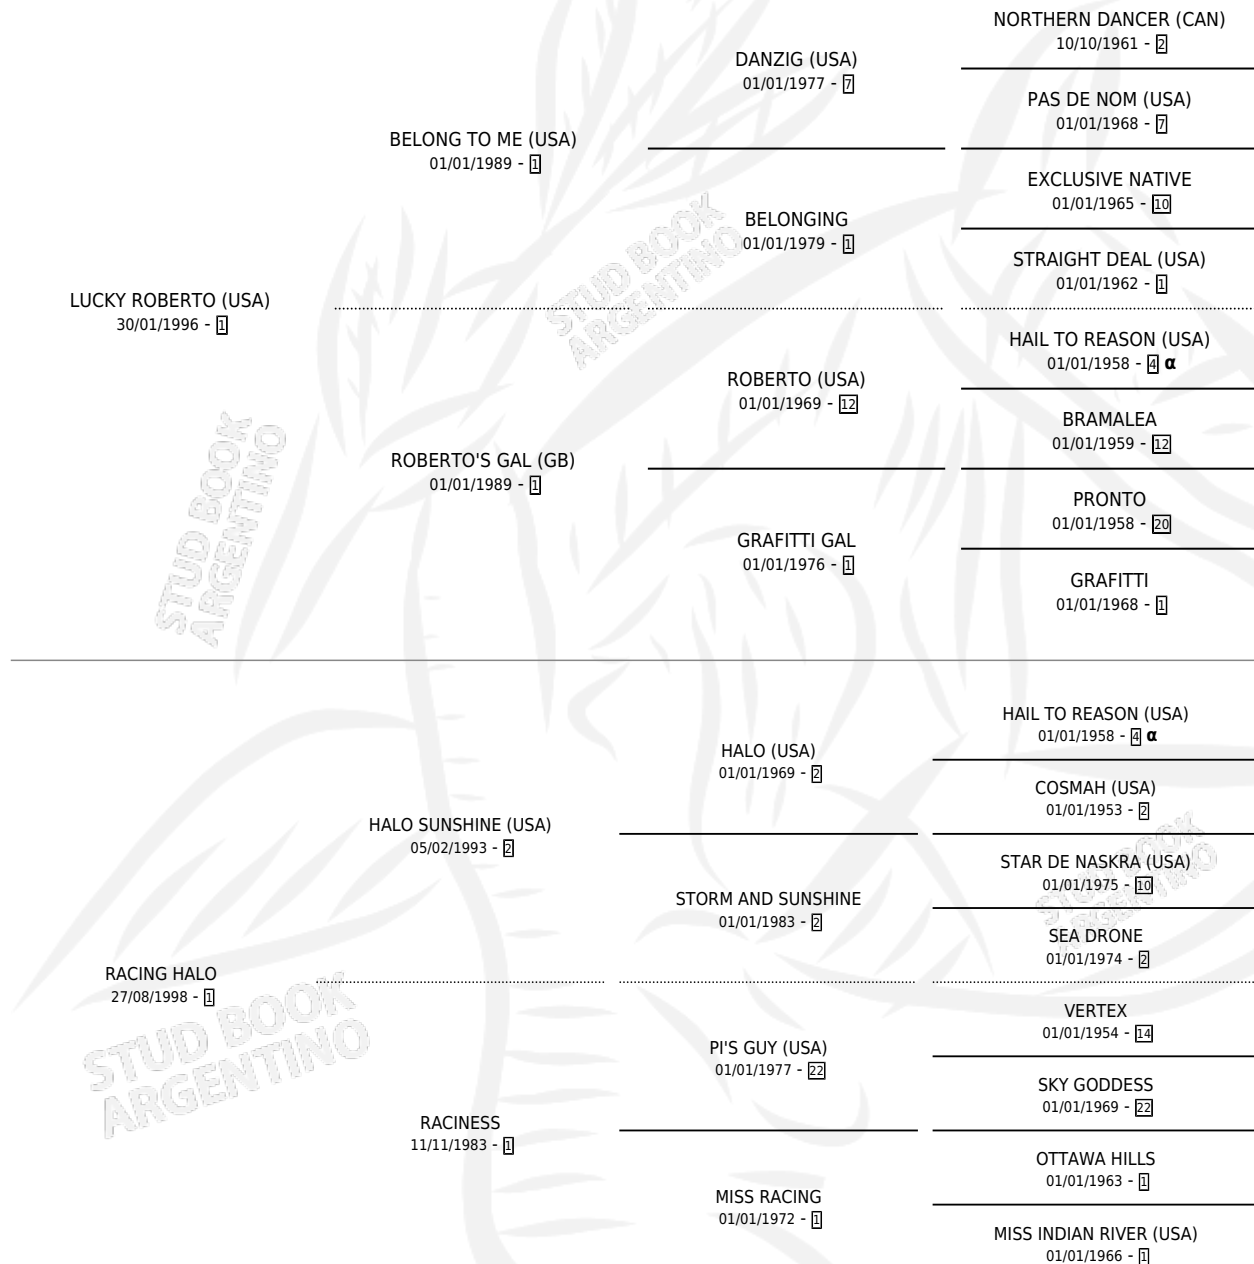 NORTHERN DANCER (CAN)
10/10/1961 - 2
DANZIG (USA)
01/01/1977 - 7
PAS DE NOM (USA)
01/01/1968 - 7
BELONG TO ME (USA)
01/01/1989 - 1
EXCLUSIVE NATIVE
01/01/1965 - 10
BELONGING
01/01/1979 - 1
STRAIGHT DEAL (USA)
01/01/1962 - 1
LUCKY ROBERTO (USA)
30/01/1996 - 1
HAIL TO REASON (USA)
01/01/1958 - 4 α
ROBERTO (USA)
01/01/1969 - 12
BRAMALEA
01/01/1959 - 12
ROBERTO'S GAL (GB)
01/01/1989 - 1
PRONTO
01/01/1958 - 20
GRAFITTI GAL
01/01/1976 - 1
GRAFITTI
01/01/1968 - 1
HAIL TO REASON (USA)
01/01/1958 - 4 α
HALO (USA)
01/01/1969 - 2
COSMAH (USA)
01/01/1953 - 2
HALO SUNSHINE (USA)
05/02/1993 - 2
STAR DE NASKRA (USA)
01/01/1975 - 10
STORM AND SUNSHINE
01/01/1983 - 2
SEA DRONE
01/01/1974 - 2
RACING HALO
27/08/1998 - 1
VERTEX
01/01/1954 - 14
PI'S GUY (USA)
01/01/1977 - 22
SKY GODDESS
01/01/1969 - 22
RACINESS
11/11/1983 - 1
OTTAWA HILLS
01/01/1963 - 1
MISS RACING
01/01/1972 - 1
MISS INDIAN RIVER (USA)
01/01/1966 - 1
STUD BOOK
ARGENTINO
STUD BOOK
ARGENTINO
STUD BOOK
ARGENTINO
STUD BOOK
ARGENTINO